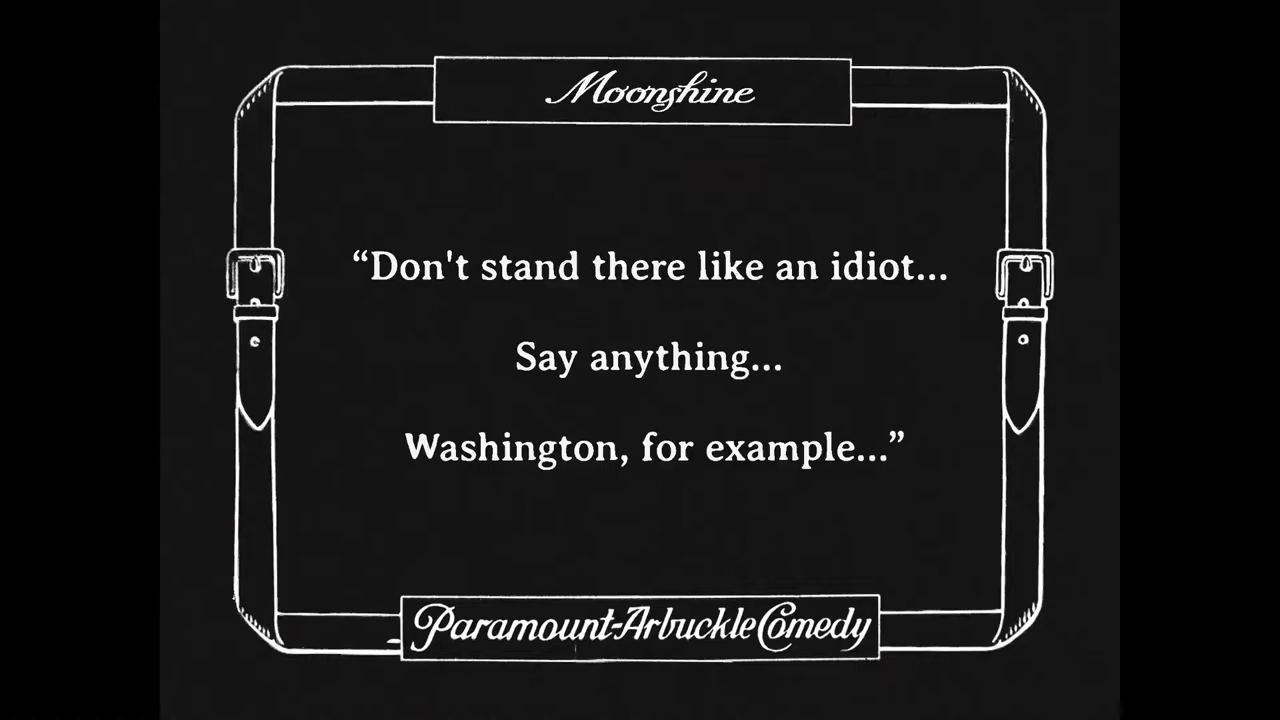 Moonshine
“Don't stand there like an idiot...
Say anything...
Washington, for example...”
Paramount-Arbuckle Comedy